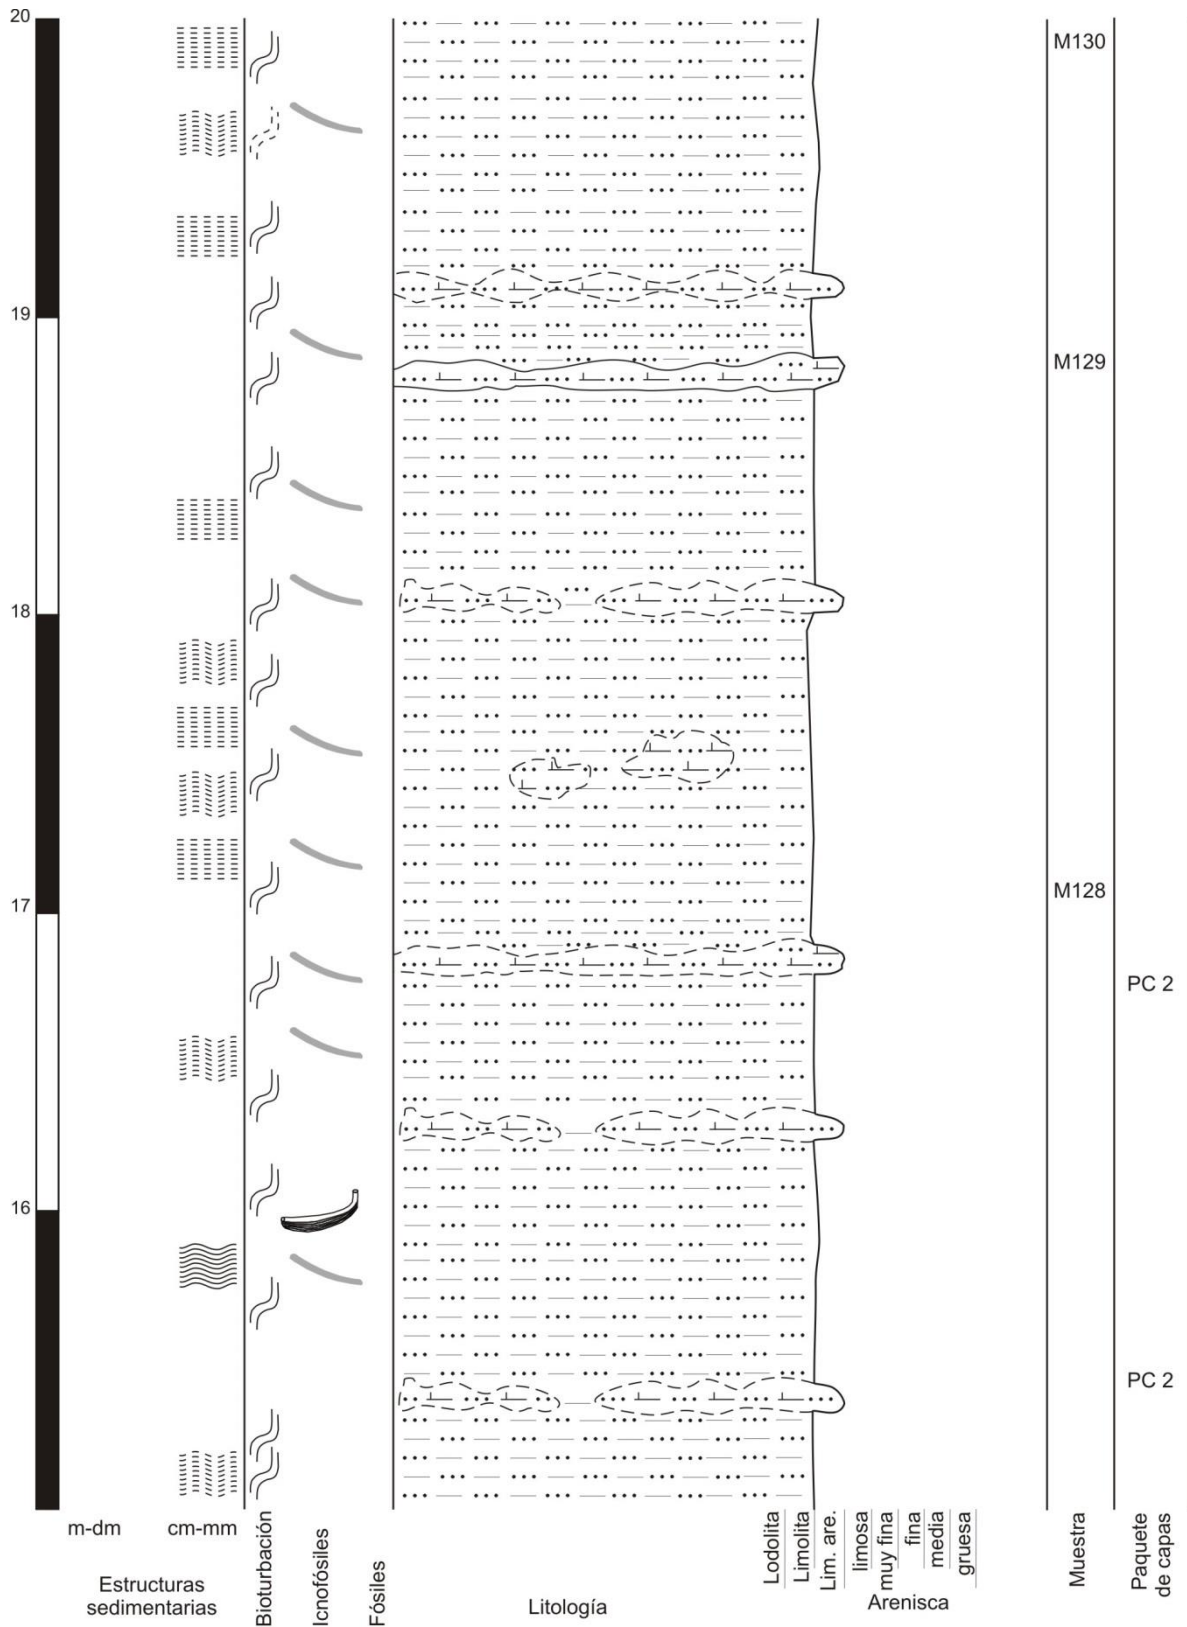 20
M130
19
M129
18
17
M128
PC 2
16
PC 2
m-dm
cm-mm
Estructuras
sedimentarias
Bioturbación
Icnofósiles
Fósiles
Litología
Lodolita
Limolita
Lim. are.
limosa
muy fina
fina
media
gruesa
Arenisca
Muestra
Paquete
de capas